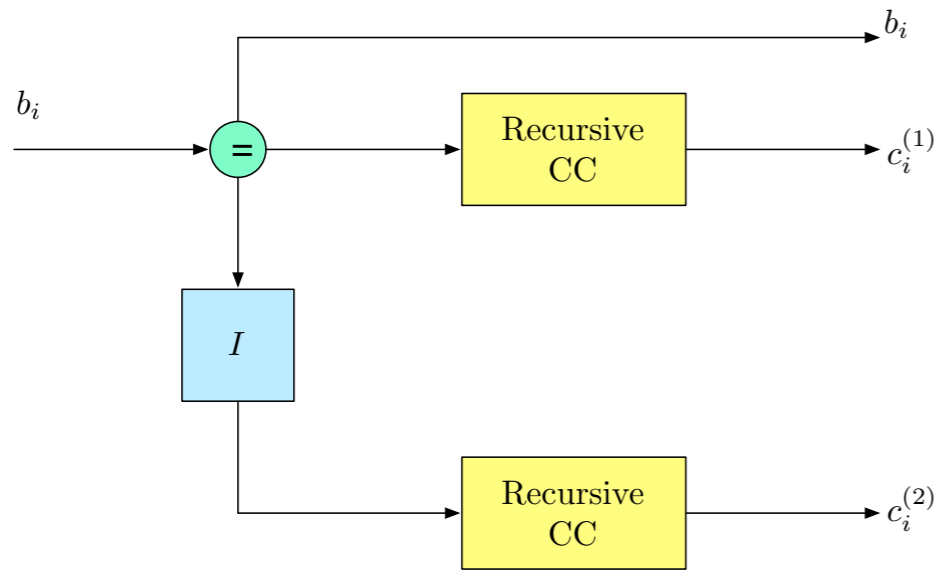 b_i
b_i
=
Recursive
CC
c_i^{(1)}
I
Recursive
CC
c_i^{(2)}